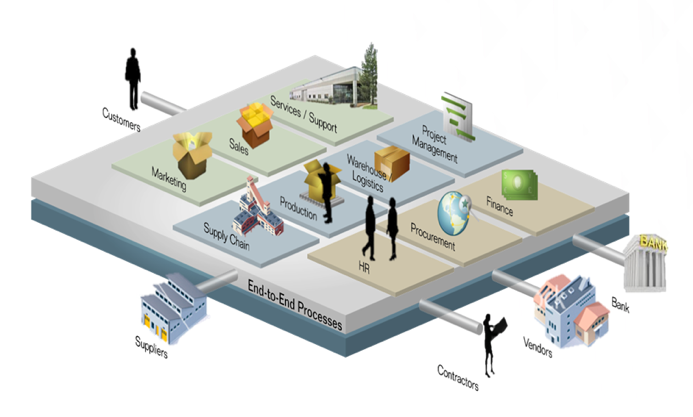 Customers
Services / Support
Sales
Marketing
Project
Management
Warehouse
Logistics
Production
Supply Chain
Finance
Procurement
HR
End-to-End Processes
Suppliers
BANK
Bank
Vendors
Contractors